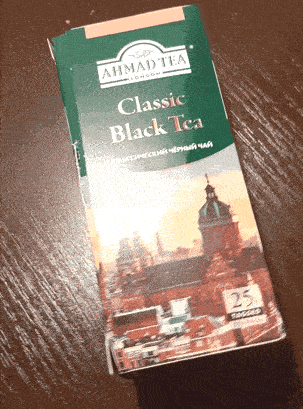 AHMAD TEA
LONDON
Classic
Black Tea
КЛАССИЧЕСКИЙ ЧЁРНЫЙ ЧАЙ
25